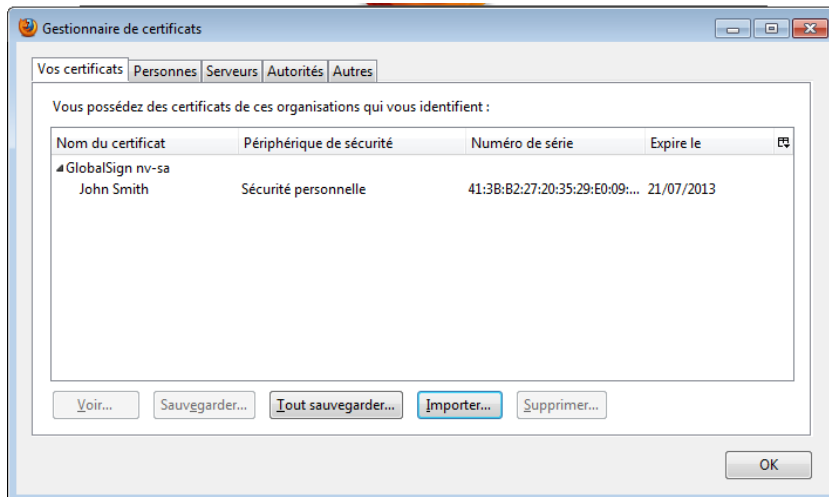 Gestionnaire de certificats
Vos certificats Personnes Serveurs Autorités Autres
Vous possédez des certificats de ces organisations qui vous identifient :
Nom du certificat Périphérique de sécurité Numéro de série Expire le
GlobalSign nv-sa
John Smith Sécurité personnelle 41:3B:B2:27:20:35:29:E0:09:... 21/07/2013
Voir... Sauvegarder... Tout sauvegarder... Importer... Supprimer...
OK